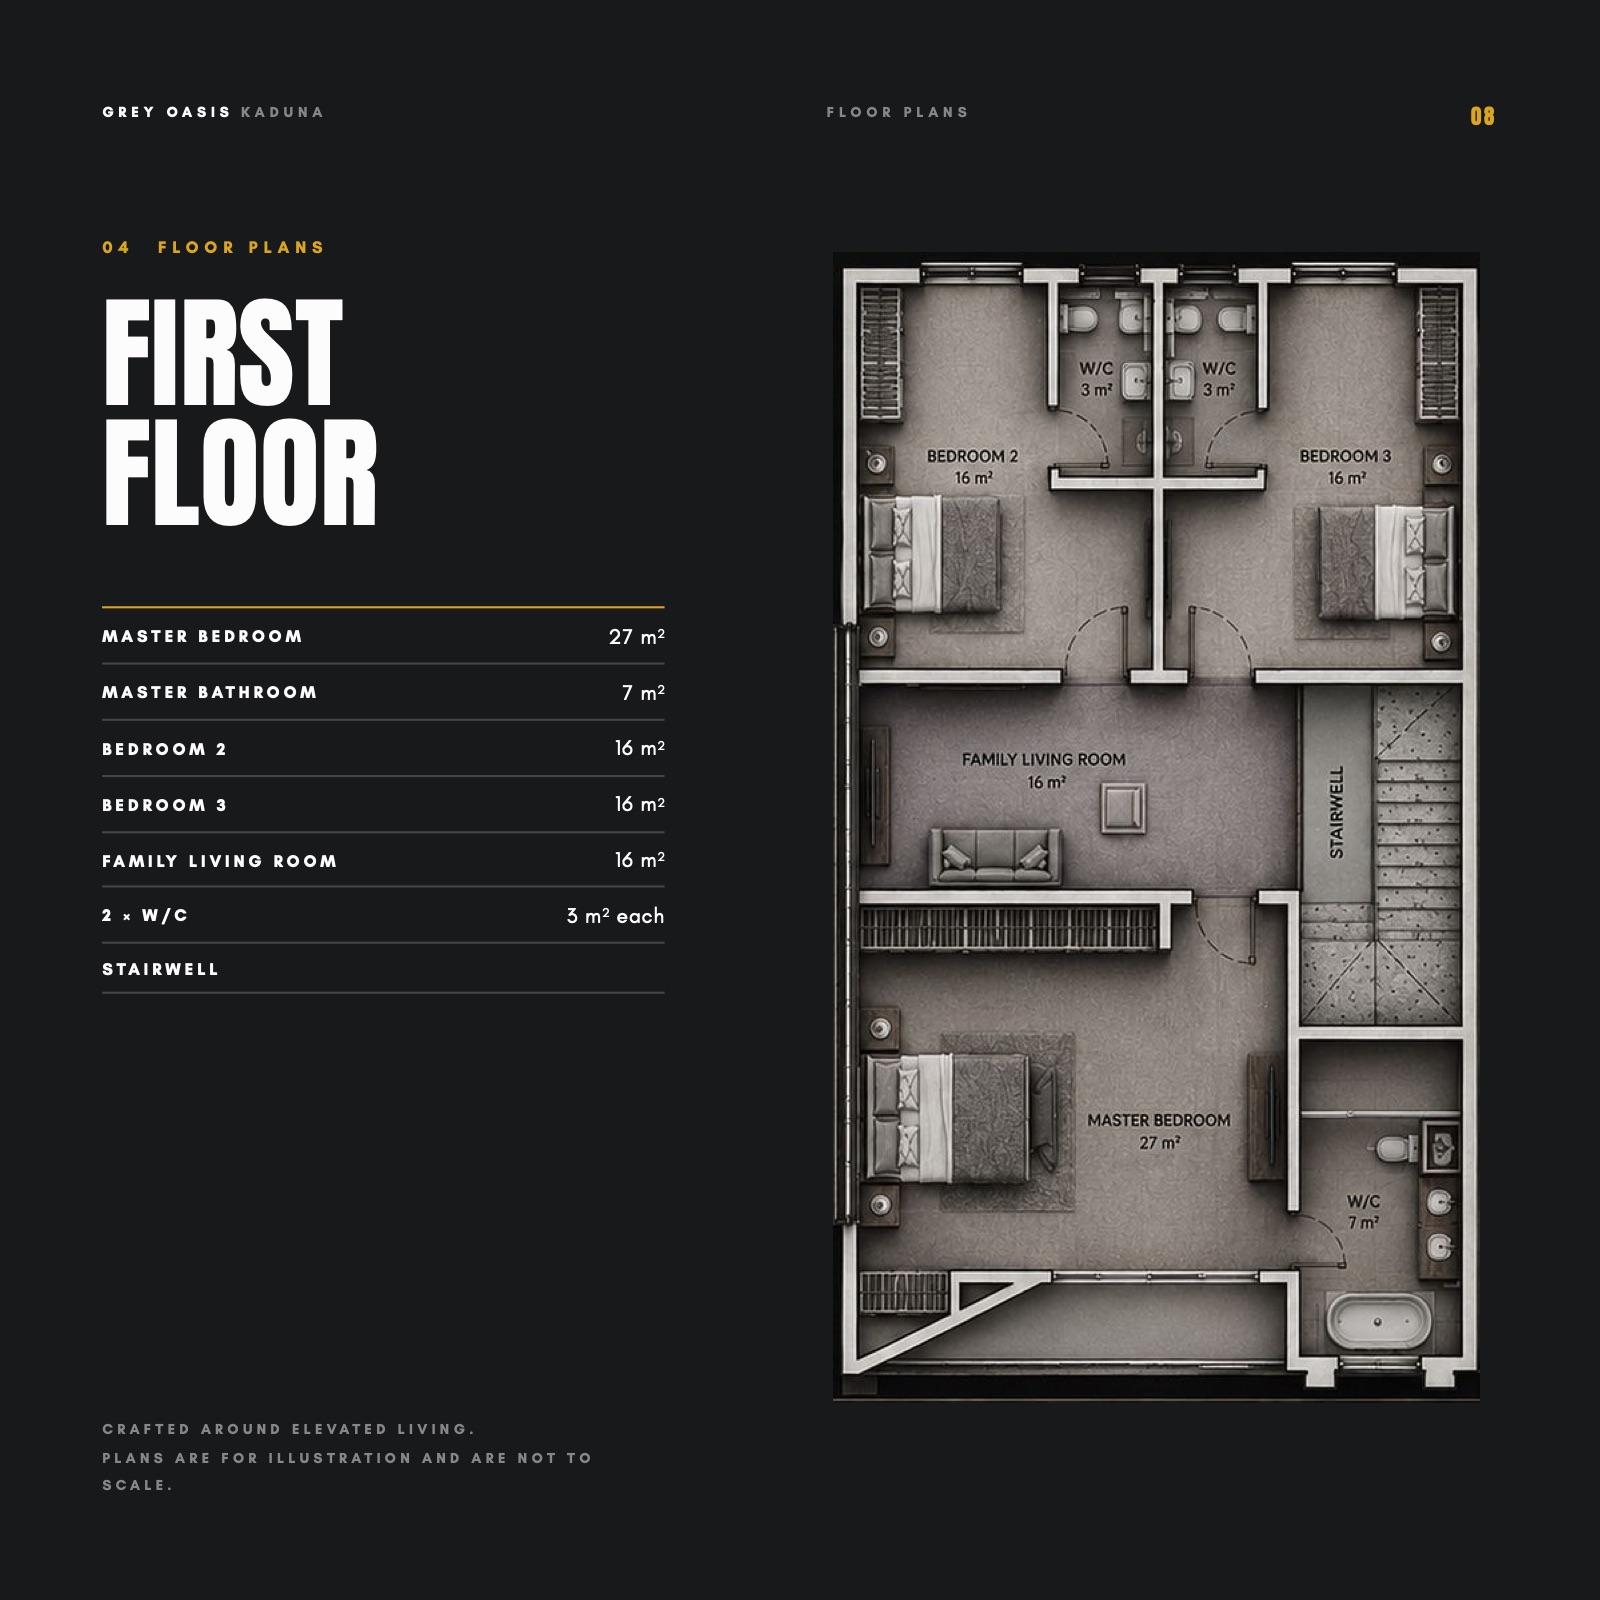 GREY OASIS KADUNA
FLOOR PLANS
08
04 FLOOR PLANS
FIRST
FLOOR
MASTER BEDROOM 27 m²
MASTER BATHROOM 7 m²
BEDROOM 2 16 m²
BEDROOM 3 16 m²
FAMILY LIVING ROOM 16 m²
2 × W/C 3 m² each
STAIRWELL
CRAFTED AROUND ELEVATED LIVING.
PLANS ARE FOR ILLUSTRATION AND ARE NOT TO
SCALE.
W/C
3 m²
W/C
3 m²
BEDROOM 2
16 m²
BEDROOM 3
16 m²
FAMILY LIVING ROOM
16 m²
STAIRWELL
MASTER BEDROOM
27 m²
W/C
7 m²